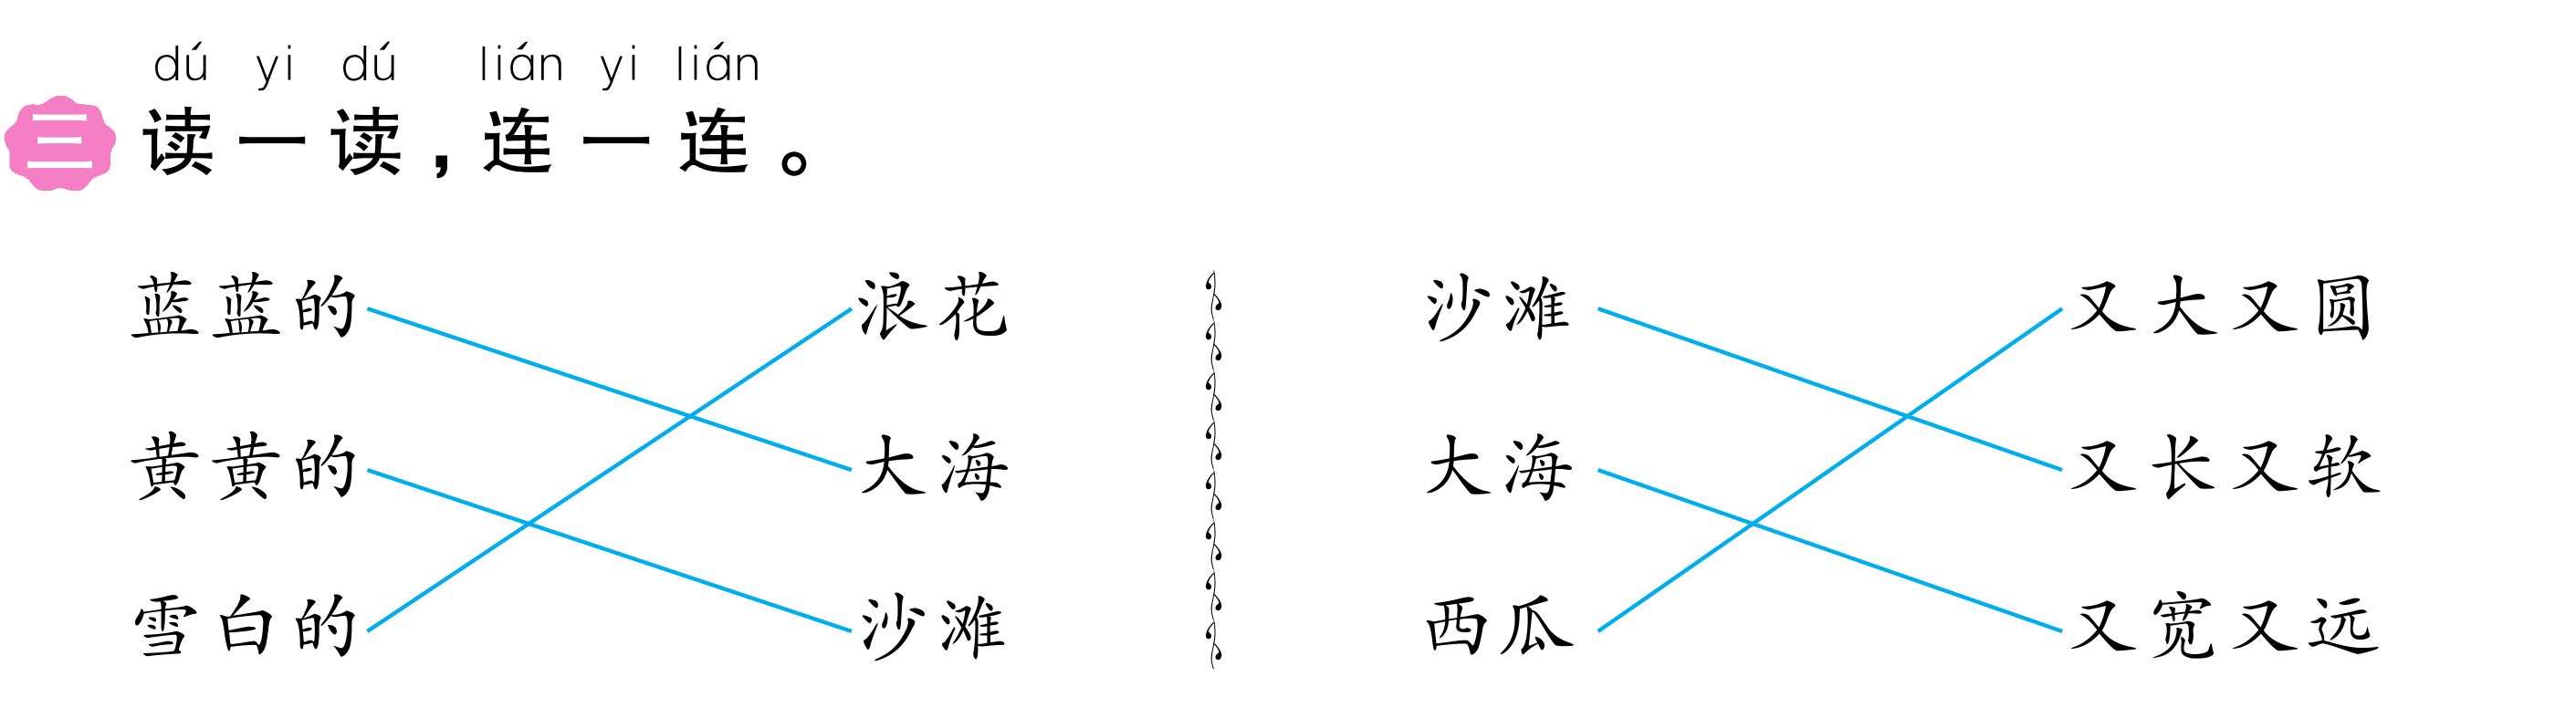 dú yi dú lián yi lián
三 读一读,连一连。
蓝蓝的 浪花 沙滩 又大又圆
黄黄的 大海 大海 又长又软
雪白的 沙滩 西瓜 又宽又远